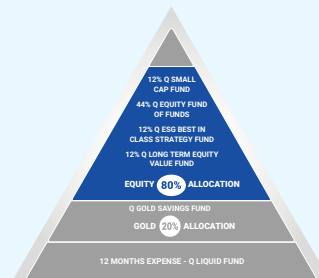 12% Q SMALL
CAP FUND
44% Q EQUITY FUND
OF FUNDS
12% Q ESG BEST IN
CLASS STRATEGY FUND
12% Q LONG TERM EQUITY
VALUE FUND
EQUITY 80% ALLOCATION
Q GOLD SAVINGS FUND
GOLD 20% ALLOCATION
12 MONTHS EXPENSE - Q LIQUID FUND